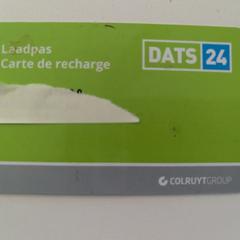 Laadpas
Carte de recharge
DATS 24
COLRUYTGROUP